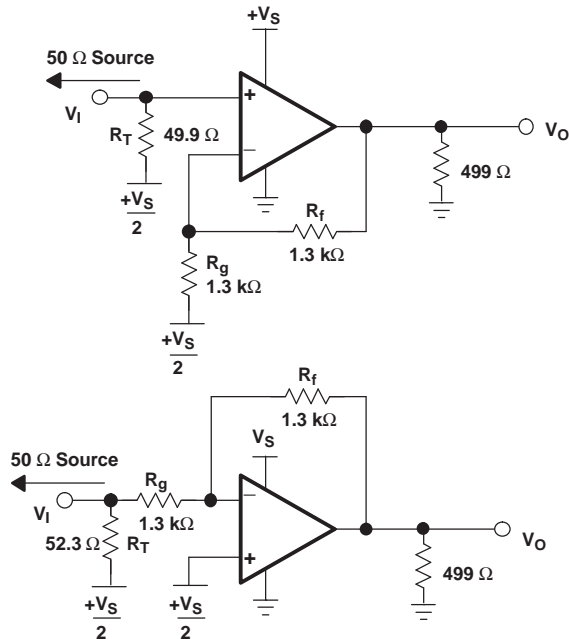 +VS
50 Ω Source
VI
+
RT
49.9 Ω
−
VO
499 Ω
+VS
2
Rf
1.3 kΩ
Rg
1.3 kΩ
+VS
2
Rf
1.3 kΩ
VS
50 Ω Source
Rg
VI
1.3 kΩ
−
52.3 Ω
RT
+
VO
499 Ω
+VS
2
+VS
2